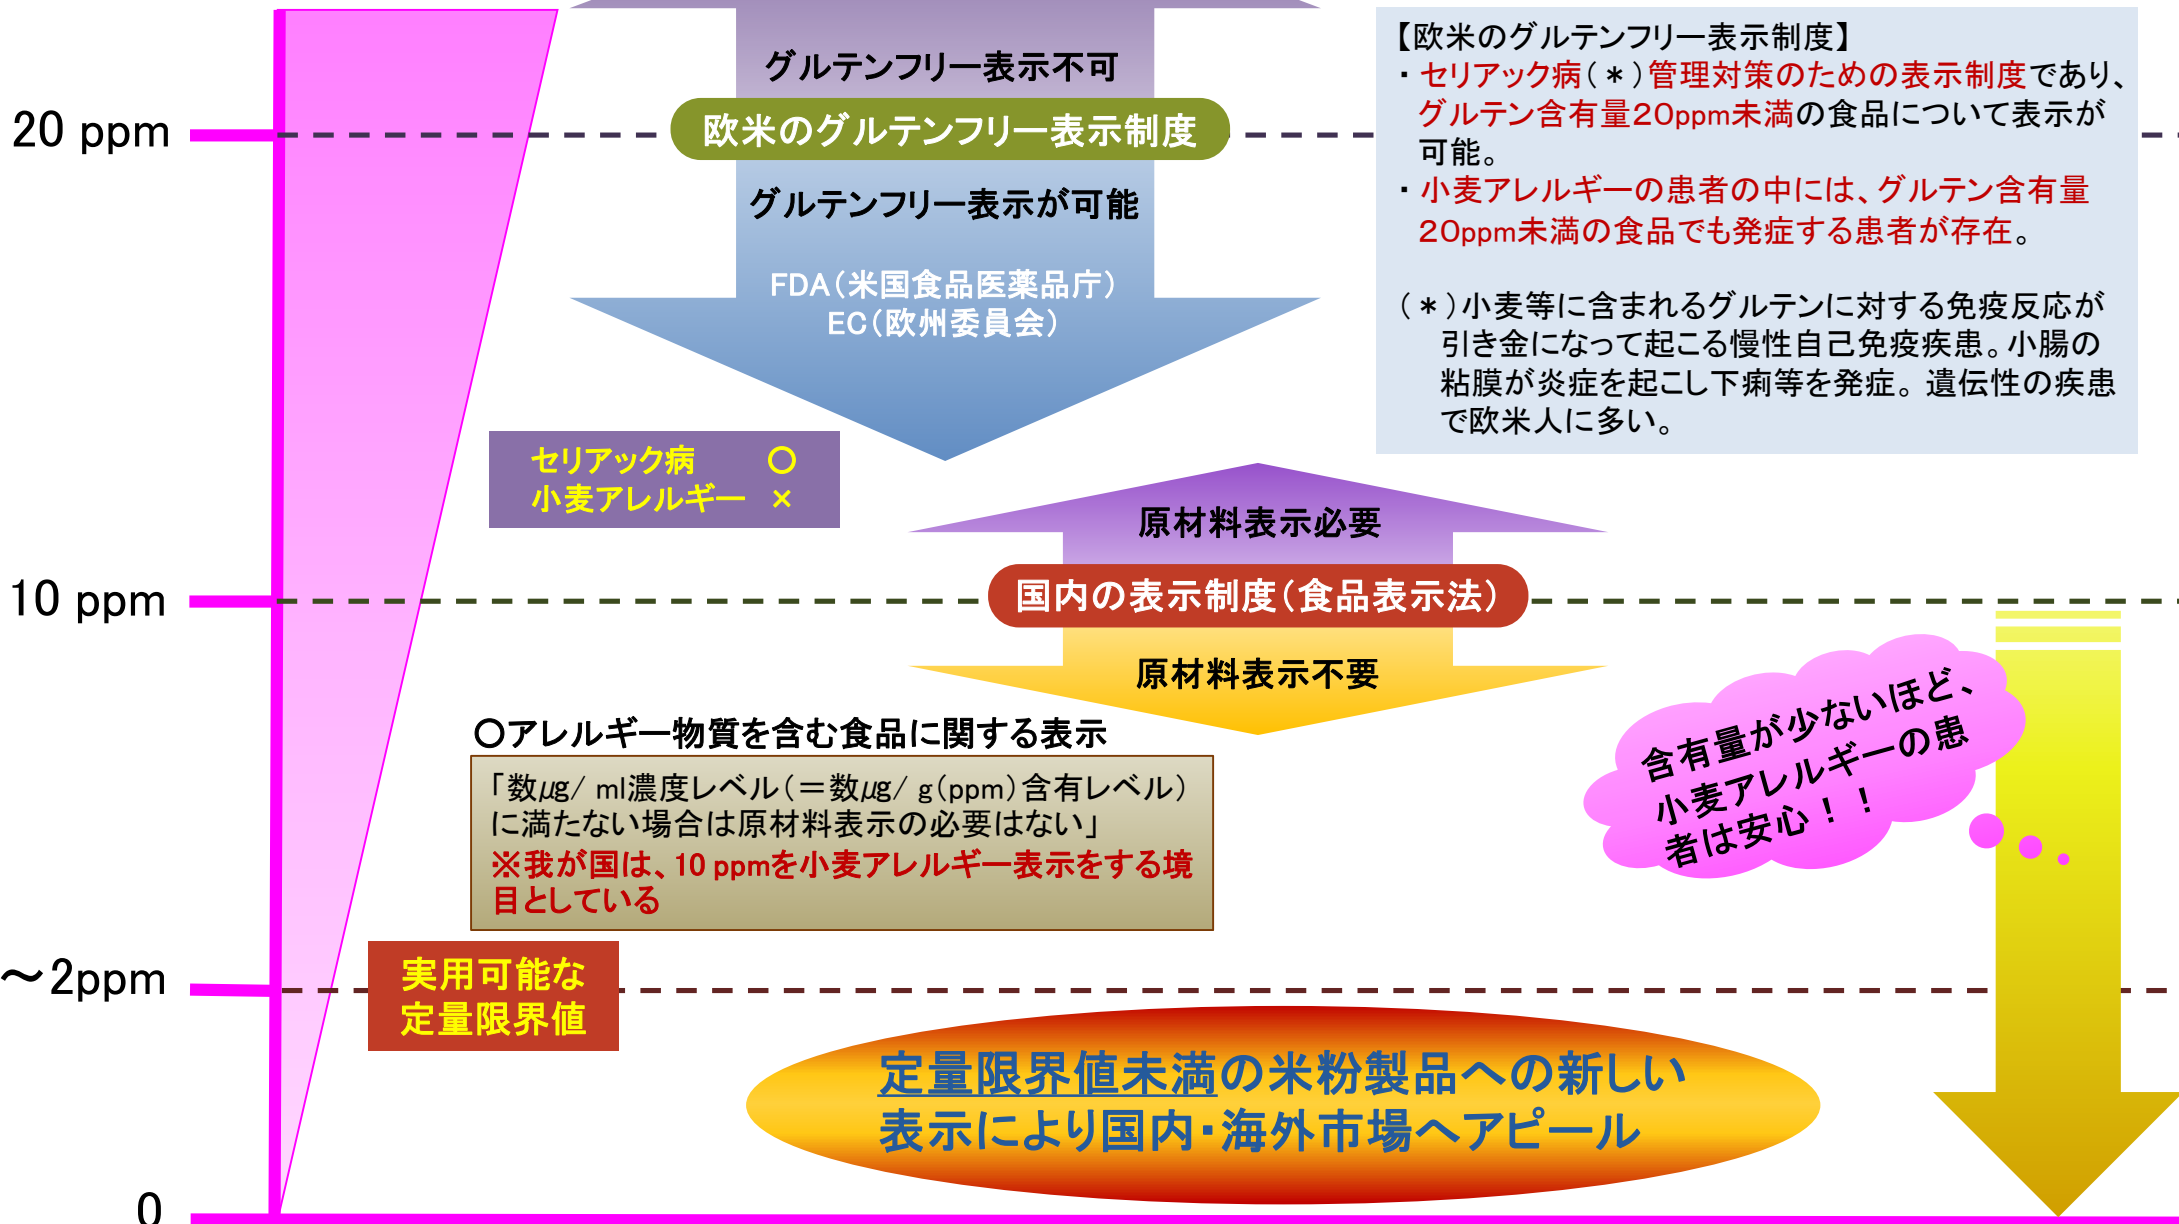 グルテンフリー表示不可
20 ppm
欧米のグルテンフリー表示制度
グルテンフリー表示が可能
FDA(米国食品医薬品庁)
EC(欧州委員会)
【欧米のグルテンフリー表示制度】
・セリアック病(＊)管理対策のための表示制度であり、
グルテン含有量20ppm未満の食品について表示が
可能。
・小麦アレルギーの患者の中には、グルテン含有量
20ppm未満の食品でも発症する患者が存在。
(＊)小麦等に含まれるグルテンに対する免疫反応が
引き金になって起こる慢性自己免疫疾患。小腸の
粘膜が炎症を起こし下痢等を発症。遺伝性の疾患
で欧米人に多い。
セリアック病 ○
小麦アレルギー ×
原材料表示必要
10 ppm
国内の表示制度(食品表示法)
原材料表示不要
含有量が少ないほど、
小麦アレルギーの患
者は安心！！
○アレルギー物質を含む食品に関する表示
「数μg/ ml濃度レベル(＝数μg/ g(ppm)含有レベル)
に満たない場合は原材料表示の必要はない」
※我が国は、10 ppmを小麦アレルギー表示をする境
目としている
～2ppm
実用可能な
定量限界値
定量限界値未満の米粉製品への新しい
表示により国内・海外市場へアピール
0